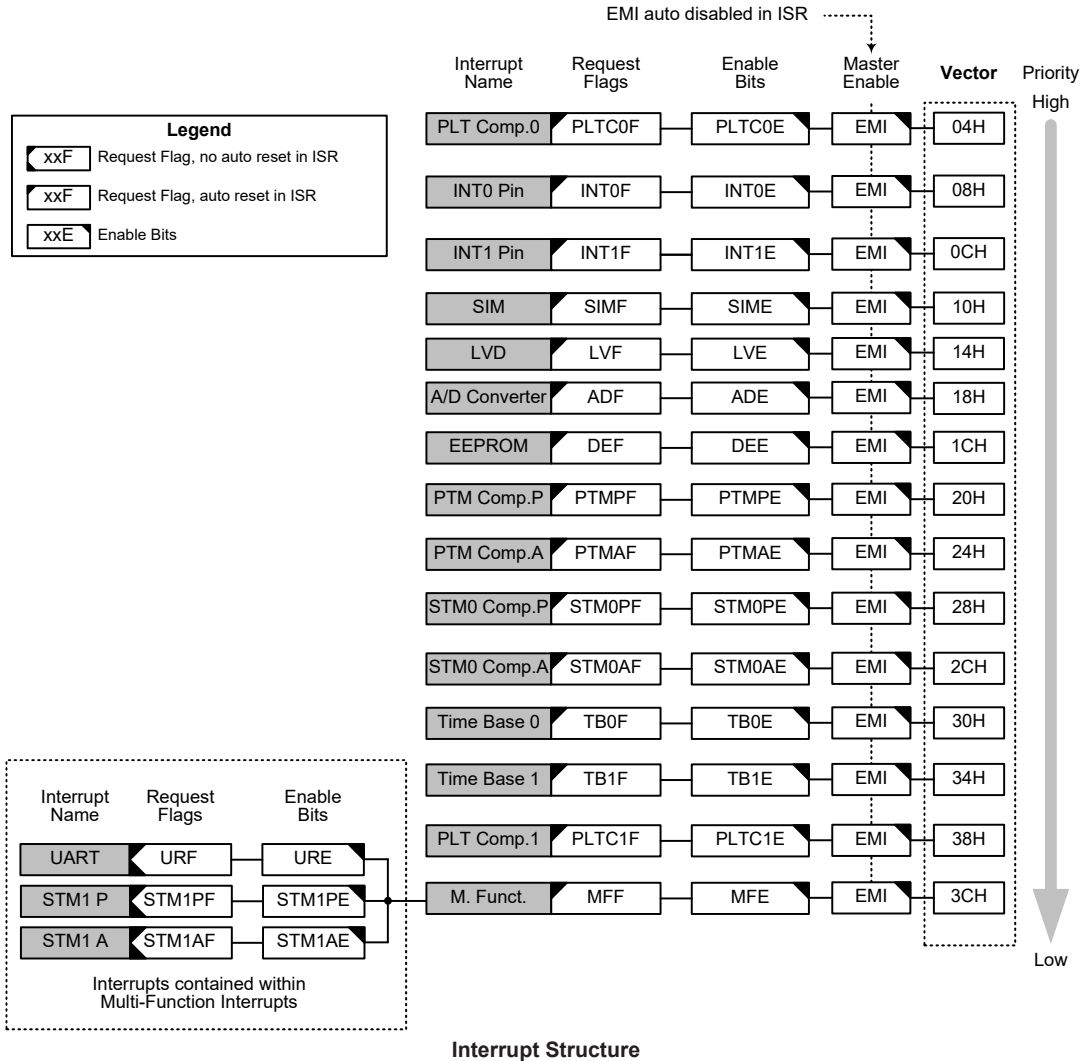 EMI auto disabled in ISR
Interrupt Name Request Flags Enable Bits Master Enable Vector Priority
High
Legend
xxF Request Flag, no auto reset in ISR
xxF Request Flag, auto reset in ISR
xxE Enable Bits
PLT Comp.0 PLTC0F PLTC0E EMI 04H
INT0 Pin INT0F INT0E EMI 08H
INT1 Pin INT1F INT1E EMI 0CH
SIM SIMF SIME EMI 10H
LVD LVF LVE EMI 14H
A/D Converter ADF ADE EMI 18H
EEPROM DEF DEE EMI 1CH
PTM Comp.P PTMPF PTMPE EMI 20H
PTM Comp.A PTMAF PTMAE EMI 24H
STM0 Comp.P STM0PF STM0PE EMI 28H
STM0 Comp.A STM0AF STM0AE EMI 2CH
Time Base 0 TB0F TB0E EMI 30H
Time Base 1 TB1F TB1E EMI 34H
PLT Comp.1 PLTC1F PLTC1E EMI 38H
M. Funct. MFF MFE EMI 3CH
Low
Interrupt Name Request Flags Enable Bits
UART URF URE
STM1 P STM1PF STM1PE
STM1 A STM1AF STM1AE
Interrupts contained within
Multi-Function Interrupts
Interrupt Structure